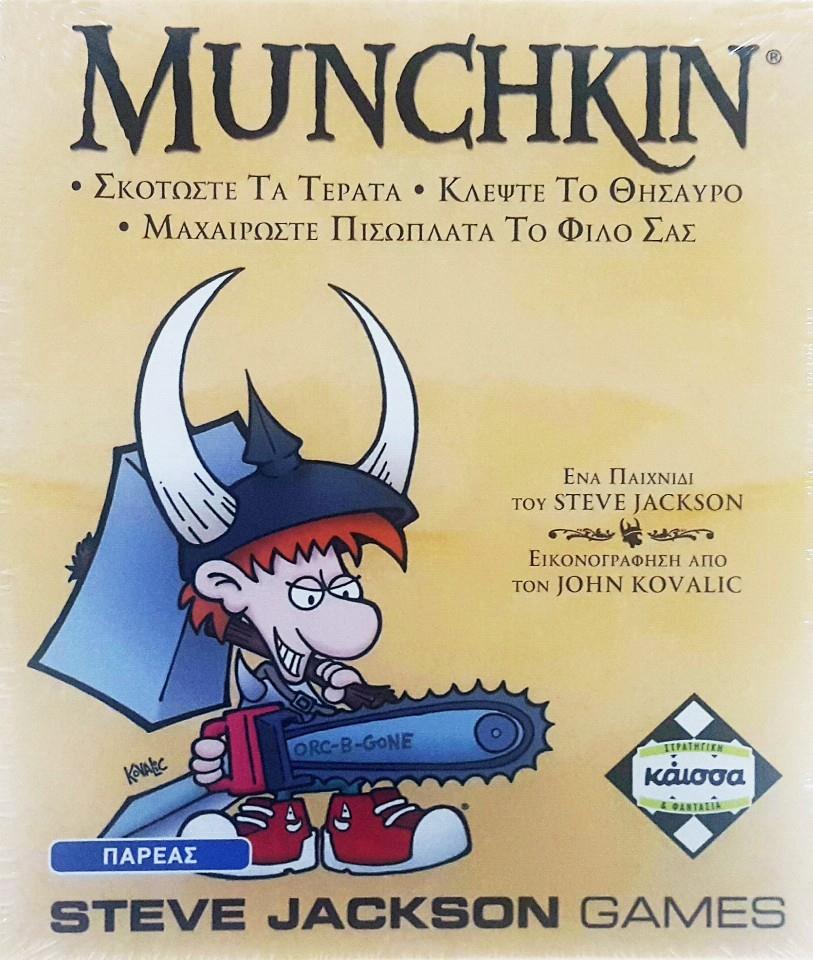 MUNCHKIN®
• ΣΚΟΤΩΣΤΕ ΤΑ ΤΕΡΑΤΑ • ΚΛΕΨΤΕ ΤΟ ΘΗΣΑΥΡΟ
• ΜΑΧΑΙΡΩΣΤΕ ΠΙΣΩΠΛΑΤΑ ΤΟ ΦΙΛΟ ΣΑΣ
ΕΝΑ ΠΑΙΧΝΙΔΙ
ΤΟΥ STEVE JACKSON
ΕΙΚΟΝΟΓΡΑΦΗΣΗ ΑΠΟ
ΤΟΝ JOHN KOVALIC
ORC-B-GONE
KOVALIC
ΣΤΡΑΤΗΓΙΚΗ
κάισσα
& ΦΑΝΤΑΣΙΑ
ΠΑΡΕΑΣ
®
STEVE JACKSON GAMES